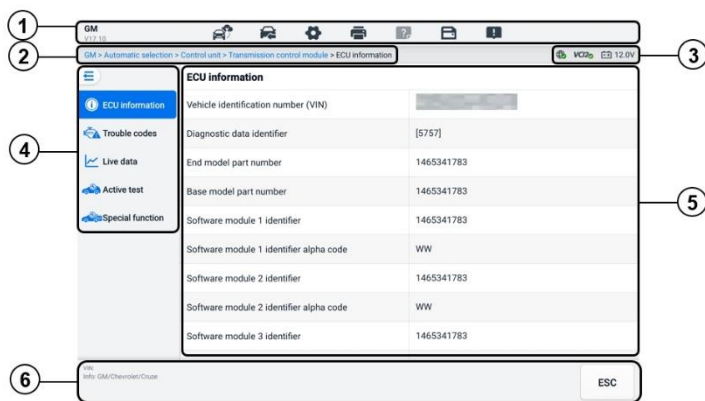 1
GM
V17.10
2
GM > Automatic selection > Control unit > Transmission control module > ECU information
VCI2 12.0V
3
4
ECU information
Trouble codes
Live data
Active test
Special function
ECU information
Vehicle identification number (VIN)
Diagnostic data identifier [5757]
End model part number 1465341783
Base model part number 1465341783
Software module 1 identifier 1465341783
Software module 1 identifier alpha code WW
Software module 2 identifier 1465341783
Software module 2 identifier alpha code WW
Software module 3 identifier 1465341783
5
6
VIN:
Info: GM/Chevrolet/Cruze
ESC